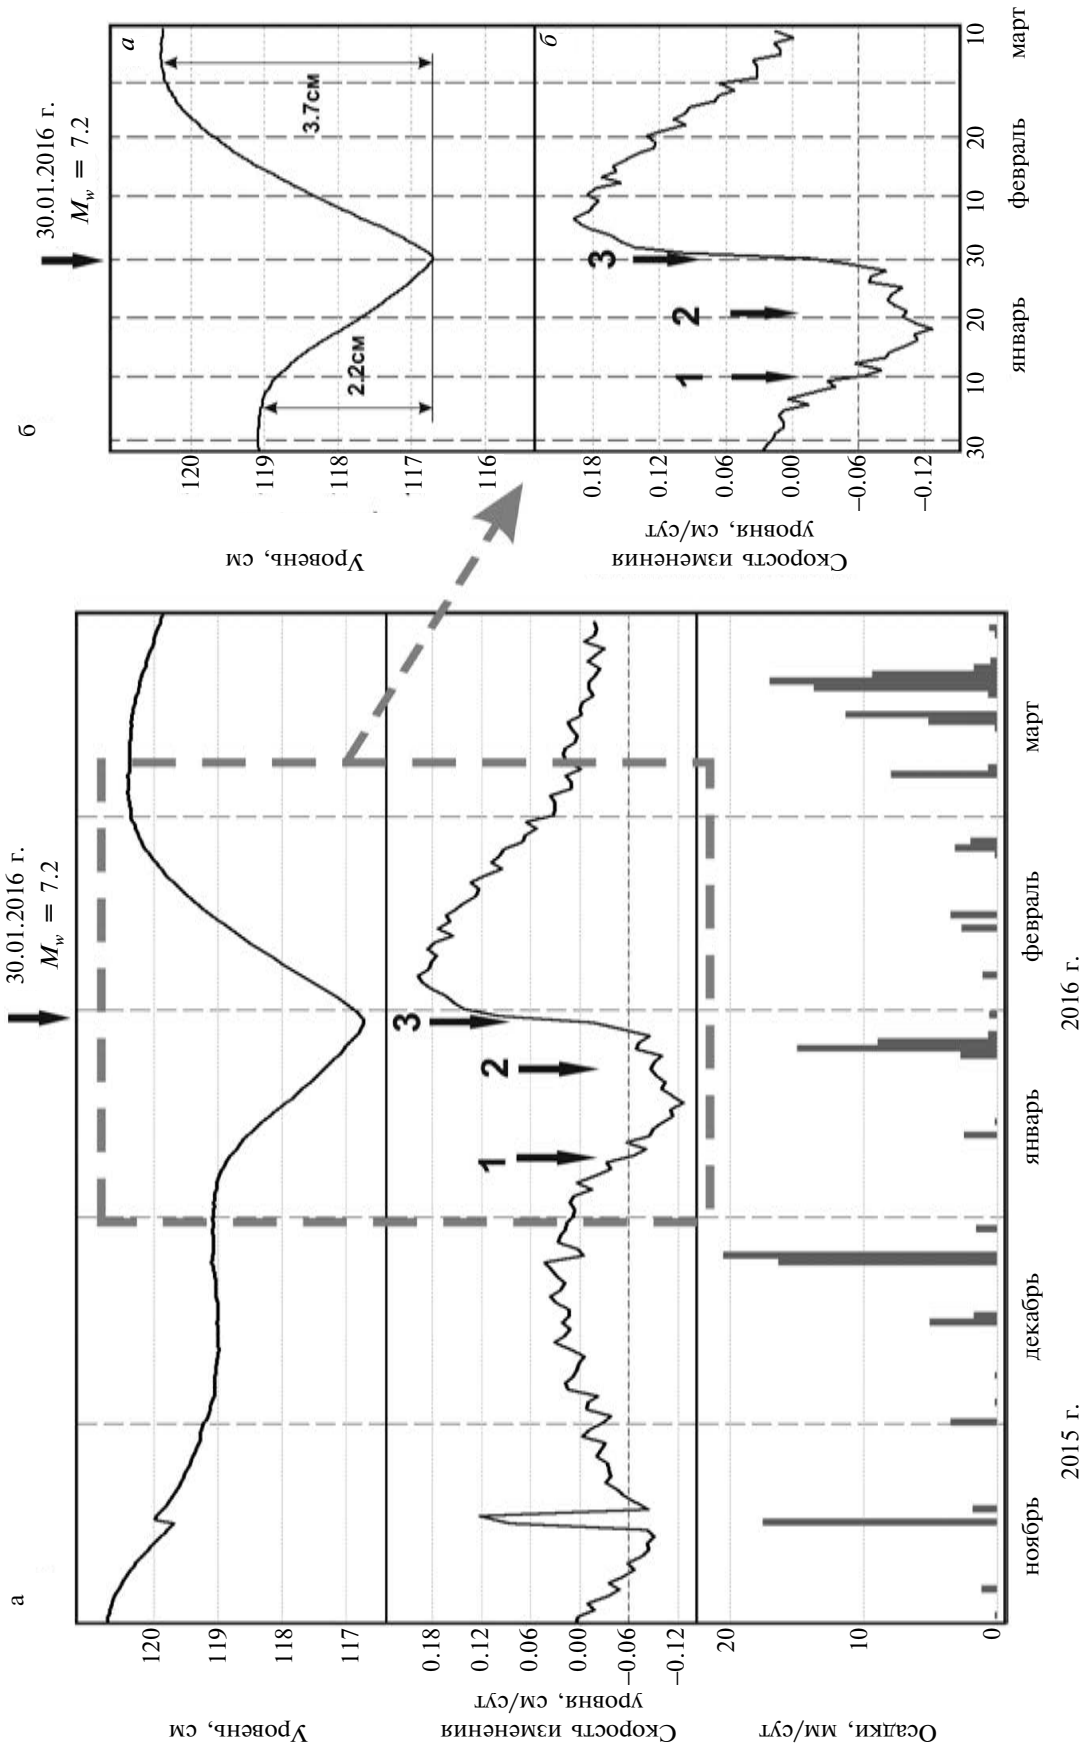 а
30.01.2016 г.
M_w = 7.2
Уровень, см
120
119
118
117
Скорость изменения
уровня, см/сут
0.18
0.12
0.06
0.00
−0.06
−0.12
1
2
3
Осадки, мм/сут
20
10
0
ноябрь
декабрь
январь
февраль
март
2015 г.
2016 г.
б
30.01.2016 г.
M_w = 7.2
а
Уровень, см
120
119
118
117
116
2.2см
3.7см
б
Скорость изменения
уровня, см/сут
0.18
0.12
0.06
0.00
−0.06
−0.12
1
2
3
30
10
20
30
10
20
10
январь
февраль
март